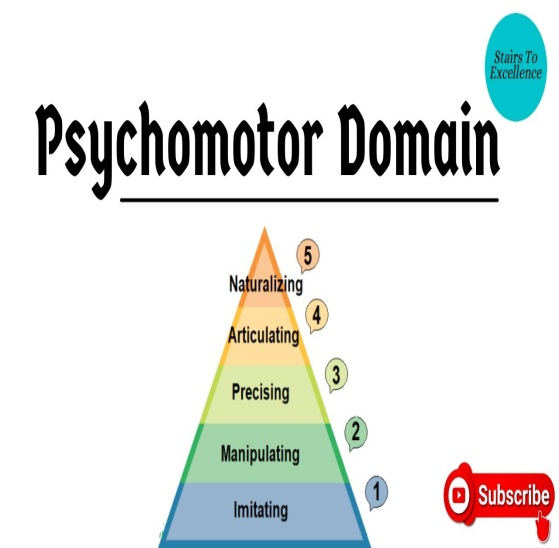 Stairs To
Excellence
Psychomotor Domain
5
Naturalizing
4
Articulating
3
Precising
2
Manipulating
1
Imitating
Subscribe